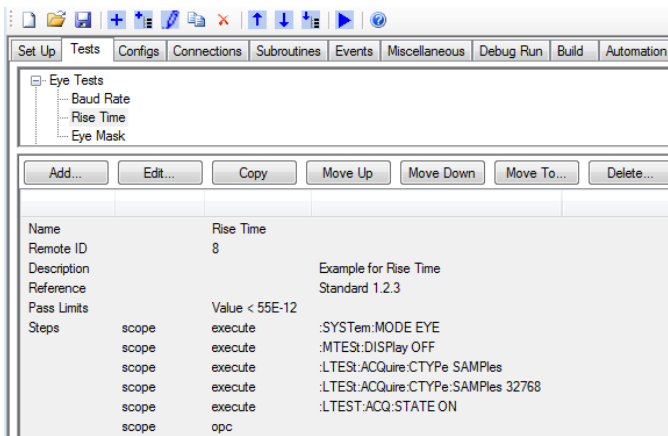 Set Up Tests Configs Connections Subroutines Events Miscellaneous Debug Run Build Automation
Eye Tests
Baud Rate
Rise Time
Eye Mask
Add... Edit... Copy Move Up Move Down Move To... Delete...
Name Rise Time
Remote ID 8
Description Example for Rise Time
Reference Standard 1.2.3
Pass Limits Value < 55E-12
Steps scope execute :SYSTem:MODE EYE
scope execute :MTESt:DISPlay OFF
scope execute :LTESt:ACQuire:CTYPe SAMPles
scope execute :LTESt:ACQuire:CTYPe:SAMPles 32768
scope execute :LTEST:ACQ:STATE ON
scope opc